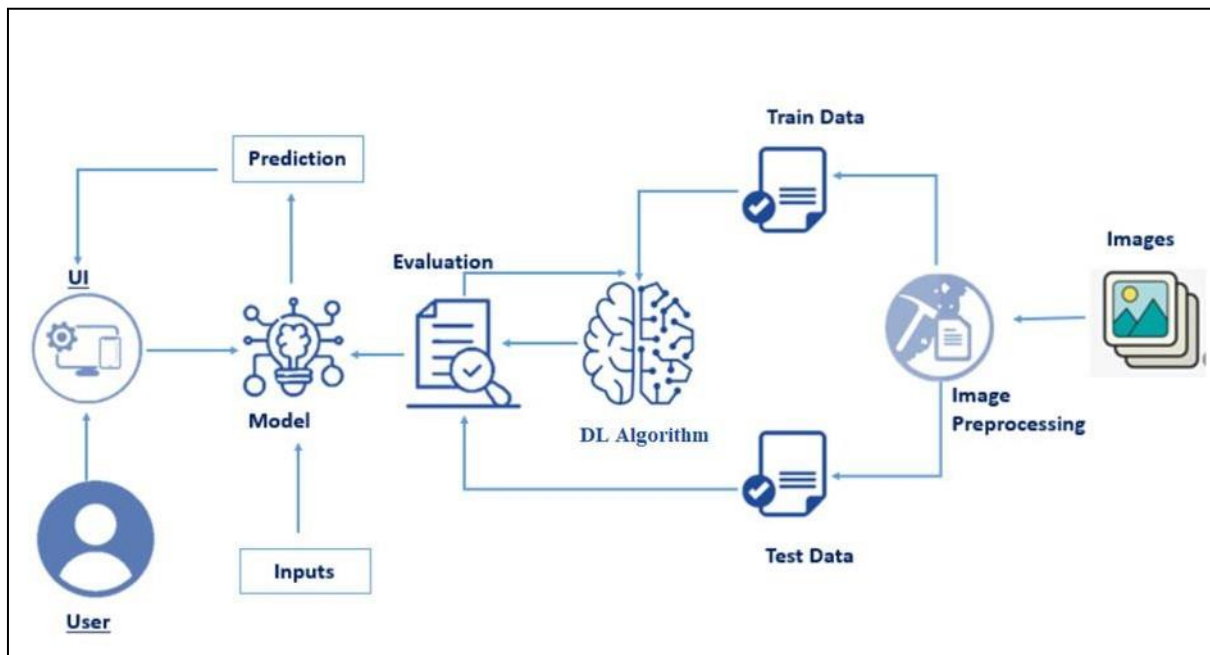 Train Data
Prediction
Images
Evaluation
UI
Image
Preprocessing
Model
DL Algorithm
Test Data
Inputs
User